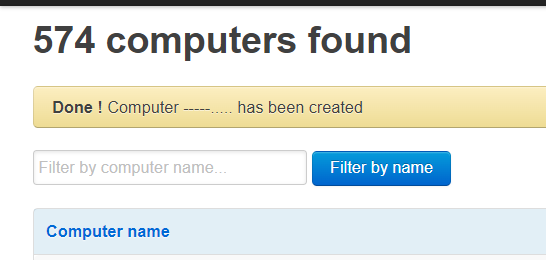 574 computers found
Done ! Computer -----..... has been created
Filter by computer name... Filter by name
Computer name